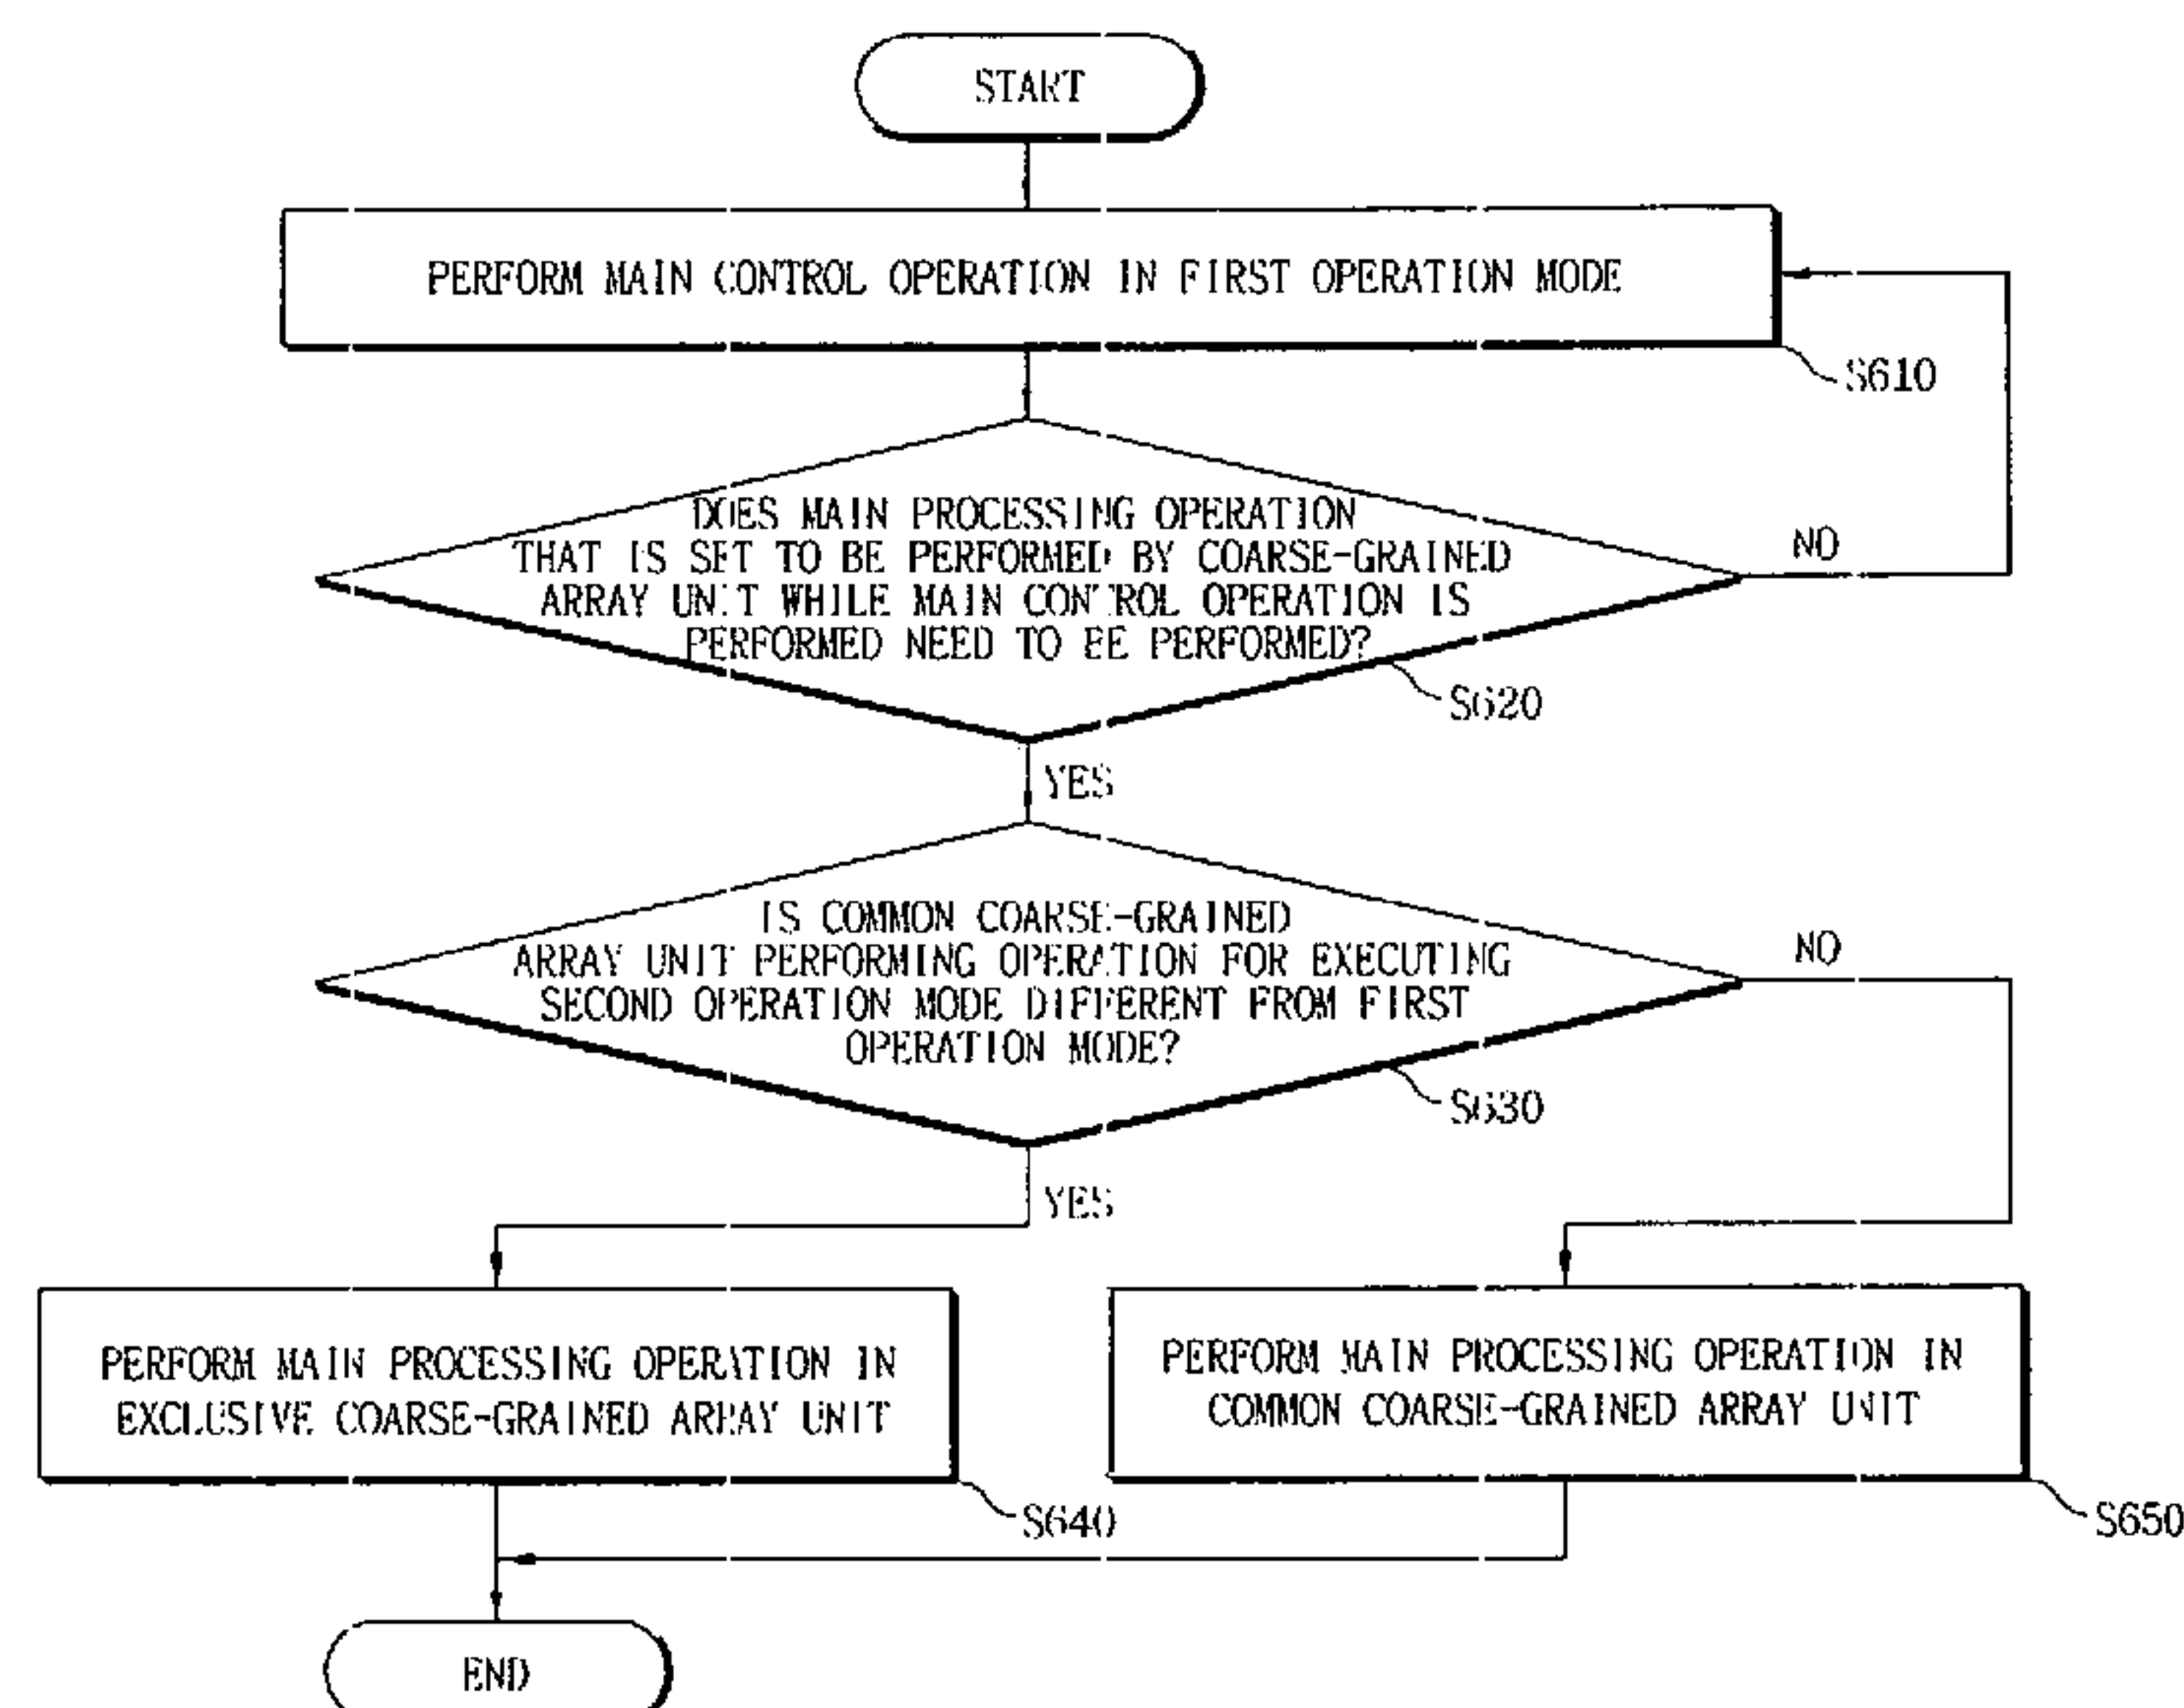 START
PERFORM MAIN CONTROL OPERATION IN FIRST OPERATION MODE
S610
DOES MAIN PROCESSING OPERATION
THAT IS SET TO BE PERFORMED BY COARSE-GRAINED
ARRAY UNIT WHILE MAIN CONTROL OPERATION IS
PERFORMED NEED TO BE PERFORMED?
NO
S620
YES
IS COMMON COARSE-GRAINED
ARRAY UNIT PERFORMING OPERATION FOR EXECUTING
SECOND OPERATION MODE DIFFERENT FROM FIRST
OPERATION MODE?
NO
S630
YES
PERFORM MAIN PROCESSING OPERATION IN
EXCLUSIVE COARSE-GRAINED ARRAY UNIT
S640
PERFORM MAIN PROCESSING OPERATION IN
COMMON COARSE-GRAINED ARRAY UNIT
S650
END